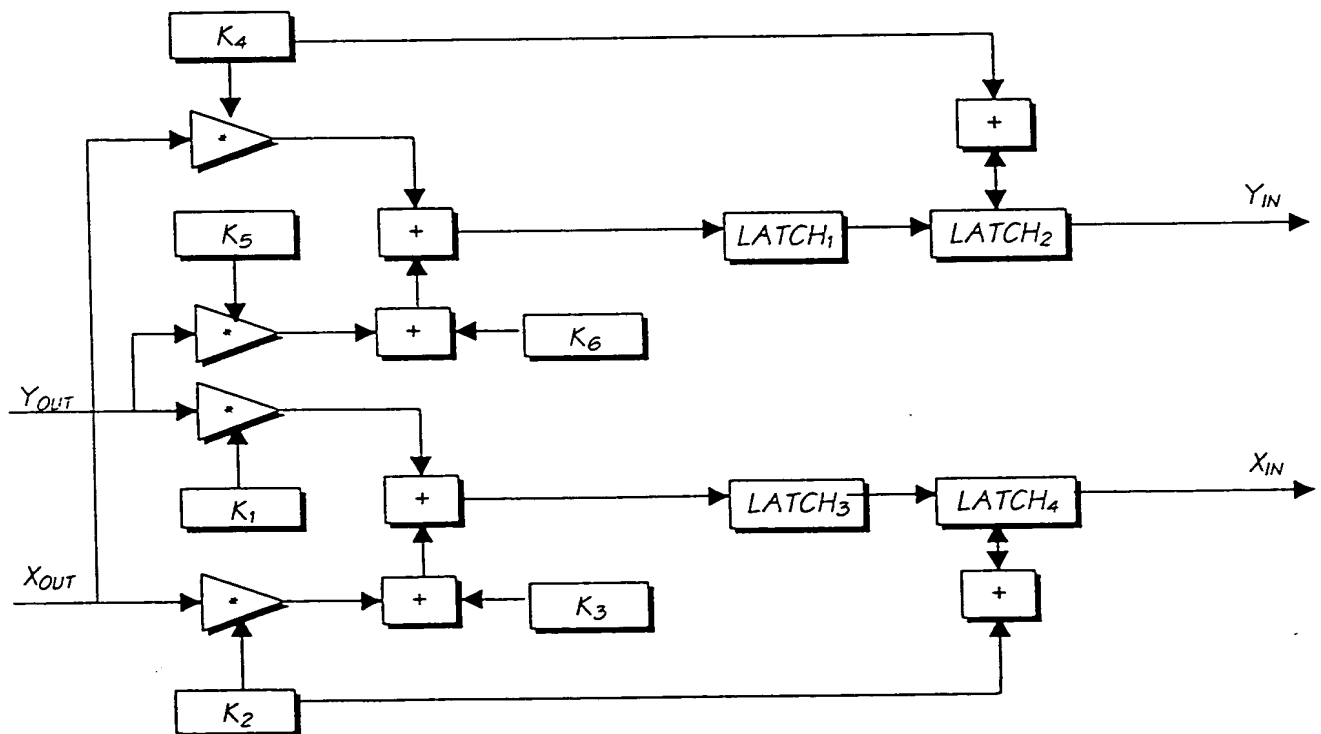 K₄
*
+
K₅
+
LATCH₁
LATCH₂
Y_IN
*
+
K₆
Y_OUT
*
K₁
+
LATCH₃
LATCH₄
X_IN
X_OUT
*
+
K₃
+
K₂